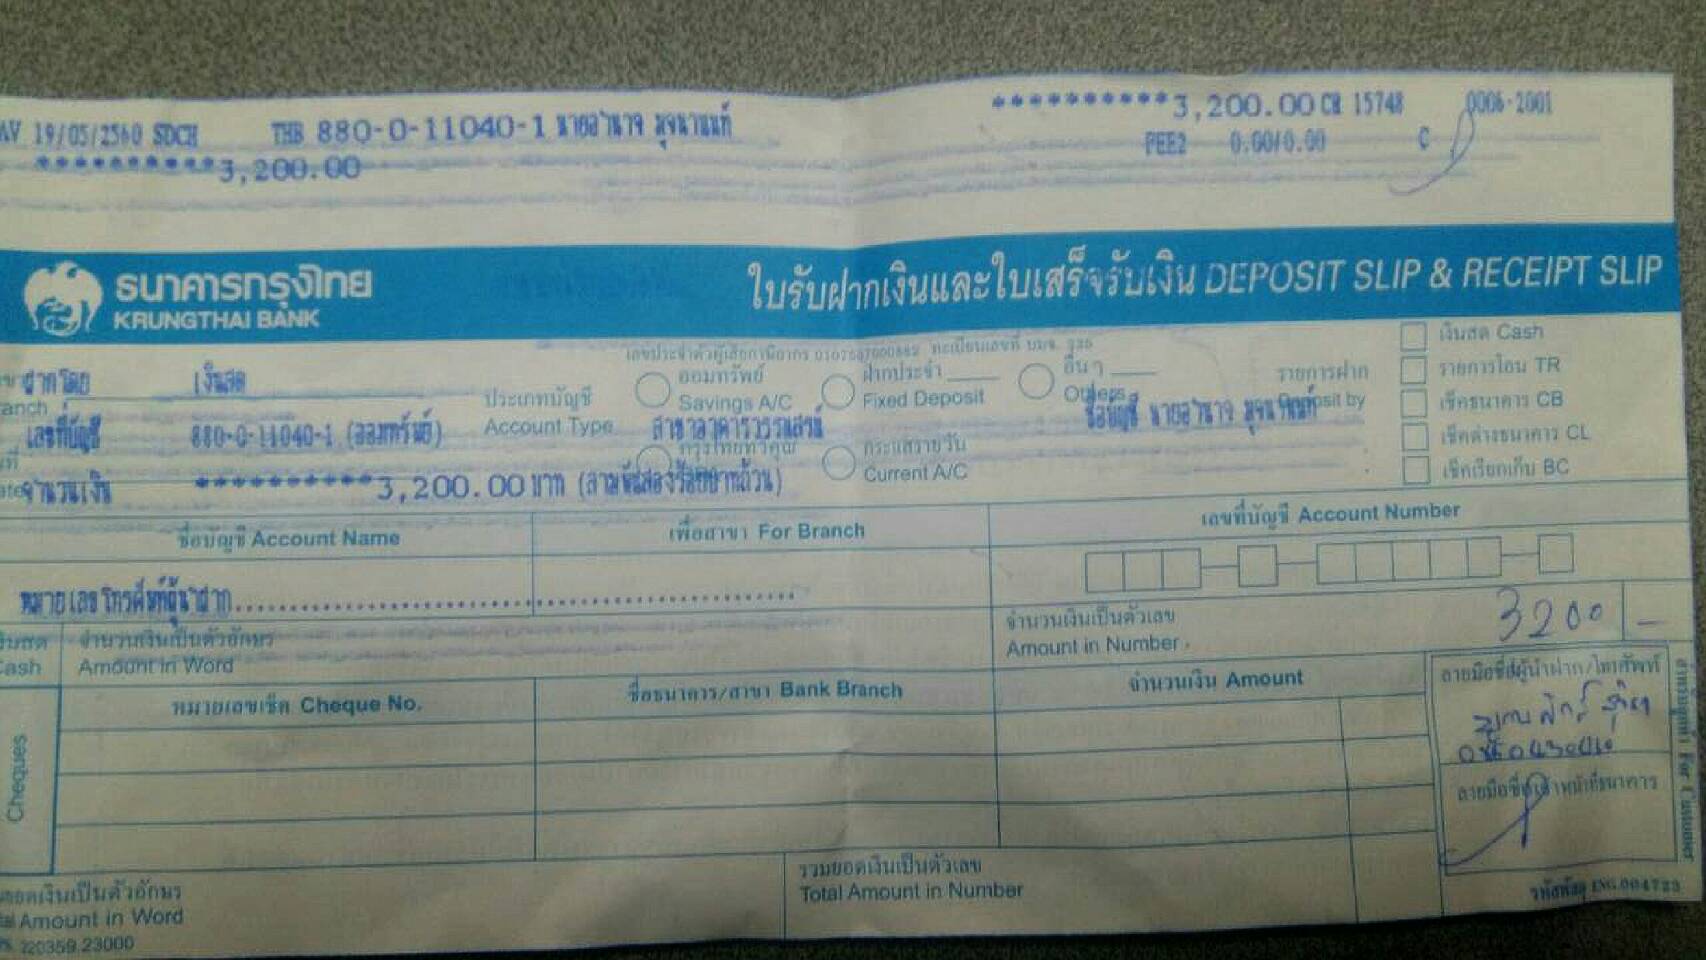 AV 19/05/2560 SDCH THB 880-0-11040-1 นายอำนาจ มุจนานนท์ **********3,200.00 CR 15748 0006-2001
**********3,200.00 FEE2 0.00/0.00 C
ธนาคารกรุงไทย
KRUNGTHAI BANK
ใบรับฝากเงินและใบเสร็จรับเงิน DEPOSIT SLIP & RECEIPT SLIP
เลขประจำตัวผู้เสียภาษีอากร ทะเบียนเลขที่ บมจ.
ฝากโดย เงินสด
เลขที่บัญชี 880-0-11040-1 (ออมทรัพย์)
จำนวนเงิน **********3,200.00 บาท (สามพันสองร้อยบาทถ้วน)
ประเภทบัญชี
Account Type
ออมทรัพย์
Savings A/C
ฝากประจำ
Fixed Deposit
อื่นๆ
Others
สาขาอาคารวรรณสรณ์
กรุงไทยทวีคูณ
กระแสรายวัน
Current A/C
ชื่อบัญชี นายอำนาจ มุจนานนท์
รายการฝาก
Deposit by
เงินสด Cash
รายการโอน TR
เช็คธนาคาร CB
เช็คต่างธนาคาร CL
เช็คเรียกเก็บ BC
ชื่อบัญชี Account Name
เพื่อสาขา For Branch
เลขที่บัญชี Account Number
หมายเลขโทรศัพท์ผู้นำฝาก
เงินสด
Cash
จำนวนเงินเป็นตัวอักษร
Amount in Word
จำนวนเงินเป็นตัวเลข
Amount in Number
3200 -
Cheques
หมายเลขเช็ค Cheque No.
ชื่อธนาคาร/สาขา Bank Branch
จำนวนเงิน Amount
ลายมือชื่อผู้นำฝาก/โทรศัพท์
ลายมือชื่อเจ้าหน้าที่ธนาคาร
For Customer
ยอดเงินเป็นตัวอักษร
Amount in Word
รวมยอดเงินเป็นตัวเลข
Total Amount in Number
220359.23000
รหัสพัสดุ ENG.004723